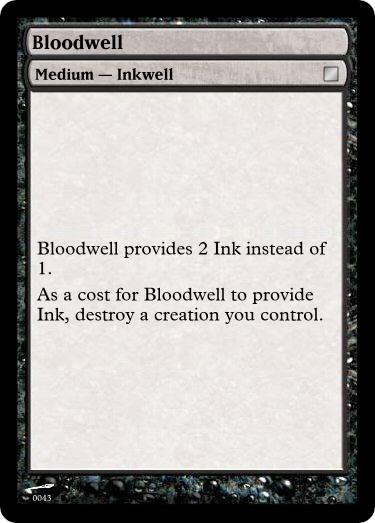 Bloodwell
Medium — Inkwell
Bloodwell provides 2 Ink instead of
1.
As a cost for Bloodwell to provide
Ink, destroy a creation you control.
0043